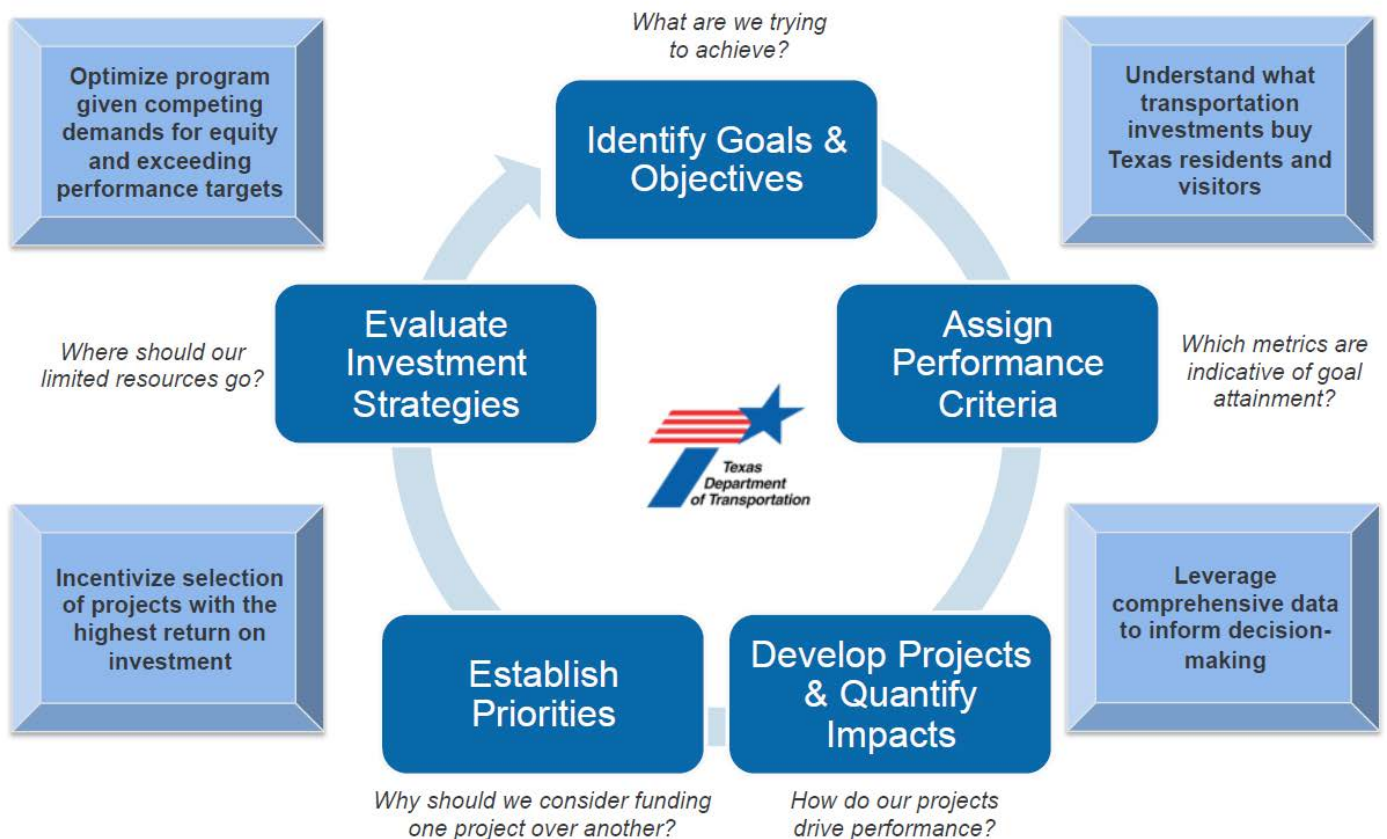 What are we trying
to achieve?
Optimize program
given competing
demands for equity
and exceeding
performance targets
Identify Goals &
Objectives
Understand what
transportation
investments buy
Texas residents and
visitors
Where should our
limited resources go?
Evaluate
Investment
Strategies
Assign
Performance
Criteria
Which metrics are
indicative of goal
attainment?
Texas
Department
of Transportation
Incentivize selection
of projects with the
highest return on
investment
Establish
Priorities
Develop Projects
& Quantify
Impacts
Leverage
comprehensive data
to inform decision-
making
Why should we consider funding
one project over another?
How do our projects
drive performance?